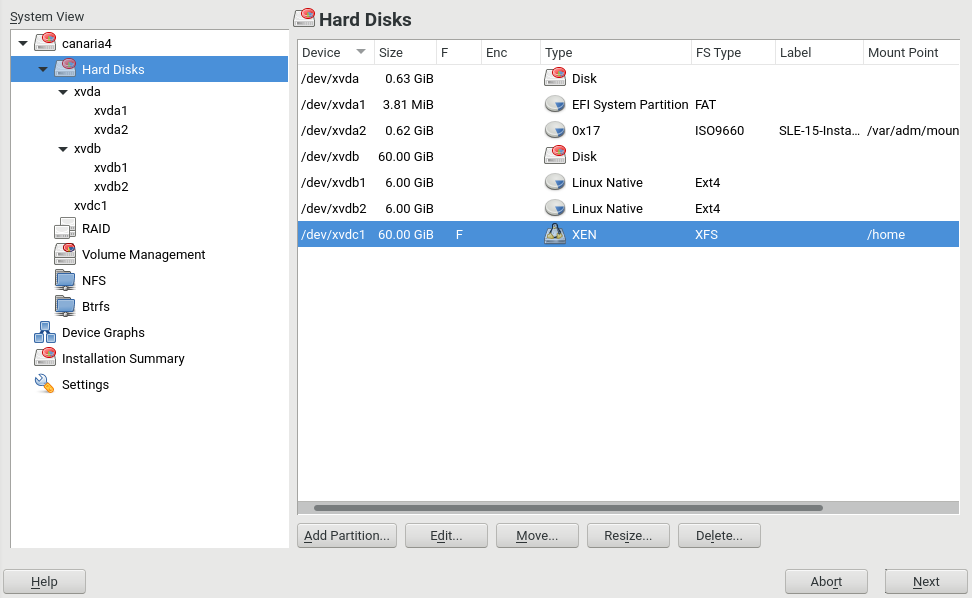 System View
canaria4
Hard Disks
xvda
xvda1
xvda2
xvdb
xvdb1
xvdb2
xvdc1
RAID
Volume Management
NFS
Btrfs
Device Graphs
Installation Summary
Settings
Hard Disks
Device Size F Enc Type FS Type Label Mount Point
/dev/xvda 0.63 GiB Disk
/dev/xvda1 3.81 MiB EFI System Partition FAT
/dev/xvda2 0.62 GiB 0x17 ISO9660 SLE-15-Insta... /var/adm/moun
/dev/xvdb 60.00 GiB Disk
/dev/xvdb1 6.00 GiB Linux Native Ext4
/dev/xvdb2 6.00 GiB Linux Native Ext4
/dev/xvdc1 60.00 GiB F XEN XFS /home
Add Partition... Edit... Move... Resize... Delete...
Help Abort Next